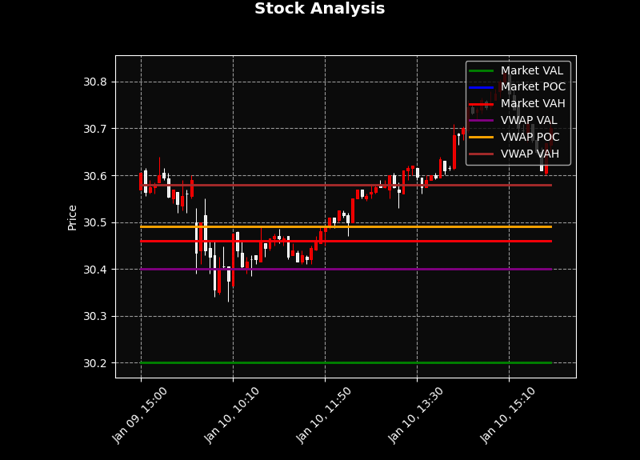 Stock Analysis
Market VAL
Market POC
Market VAH
VWAP VAL
VWAP POC
VWAP VAH
30.8
30.7
30.6
30.5
30.4
30.3
30.2
Price
Jan 09, 15:00
Jan 10, 10:10
Jan 10, 11:50
Jan 10, 13:30
Jan 10, 15:10